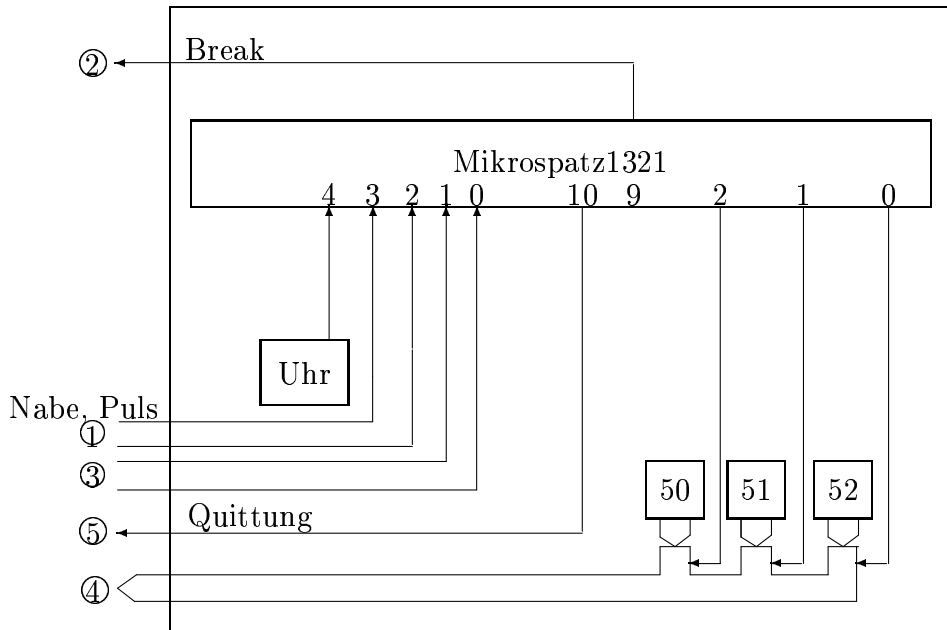 ② Break
Mikrospatz1321
4 3 2 1 0 10 9 2 1 0
Uhr
Nabe, Puls
①
③
50 51 52
⑤ Quittung
④